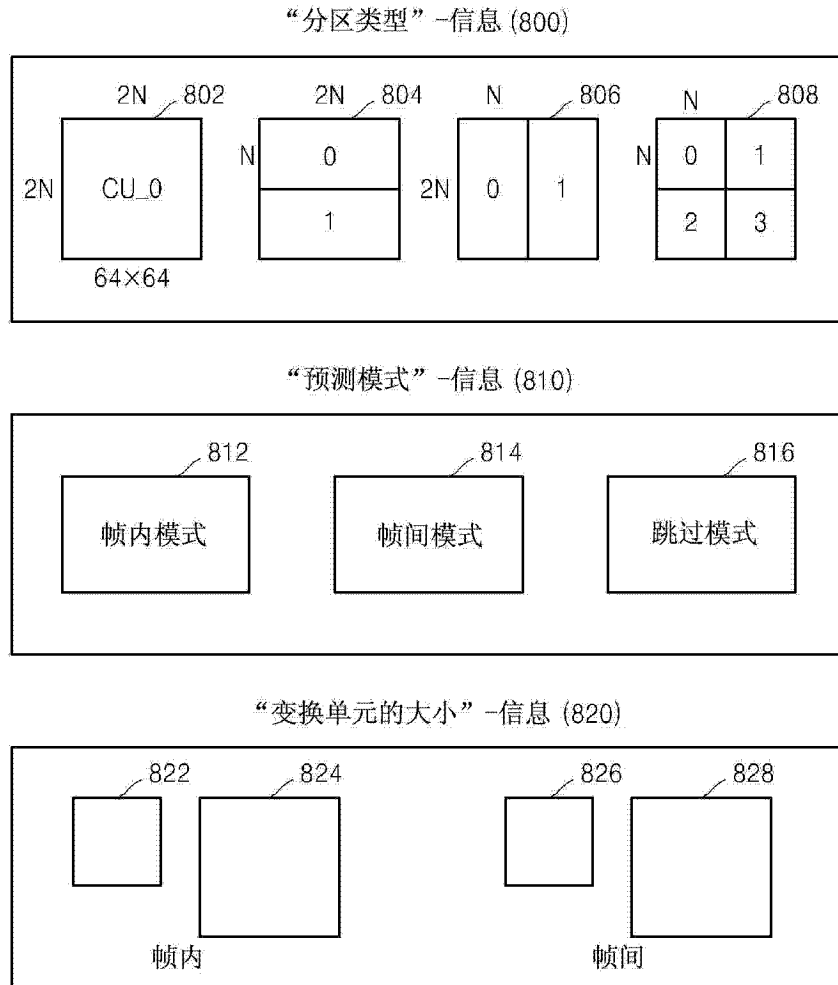 “分区类型”-信息 (800)
2N 802 2N 804 N 806 N 808
N 0 N 0 1
2N CU_0 2N 0 1
1 2 3
64×64
“预测模式”-信息 (810)
812 814 816
帧内模式 帧间模式 跳过模式
“变换单元的大小”-信息 (820)
822 824 826 828
帧内 帧间